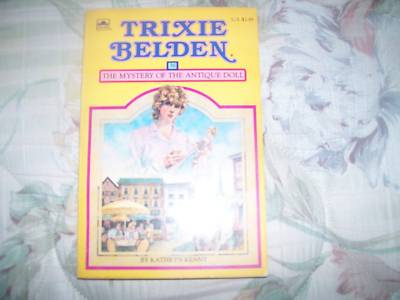 TRIXIE
BELDEN
THE MYSTERY OF THE ANTIQUE DOLL
BY KATHRYN KENNY